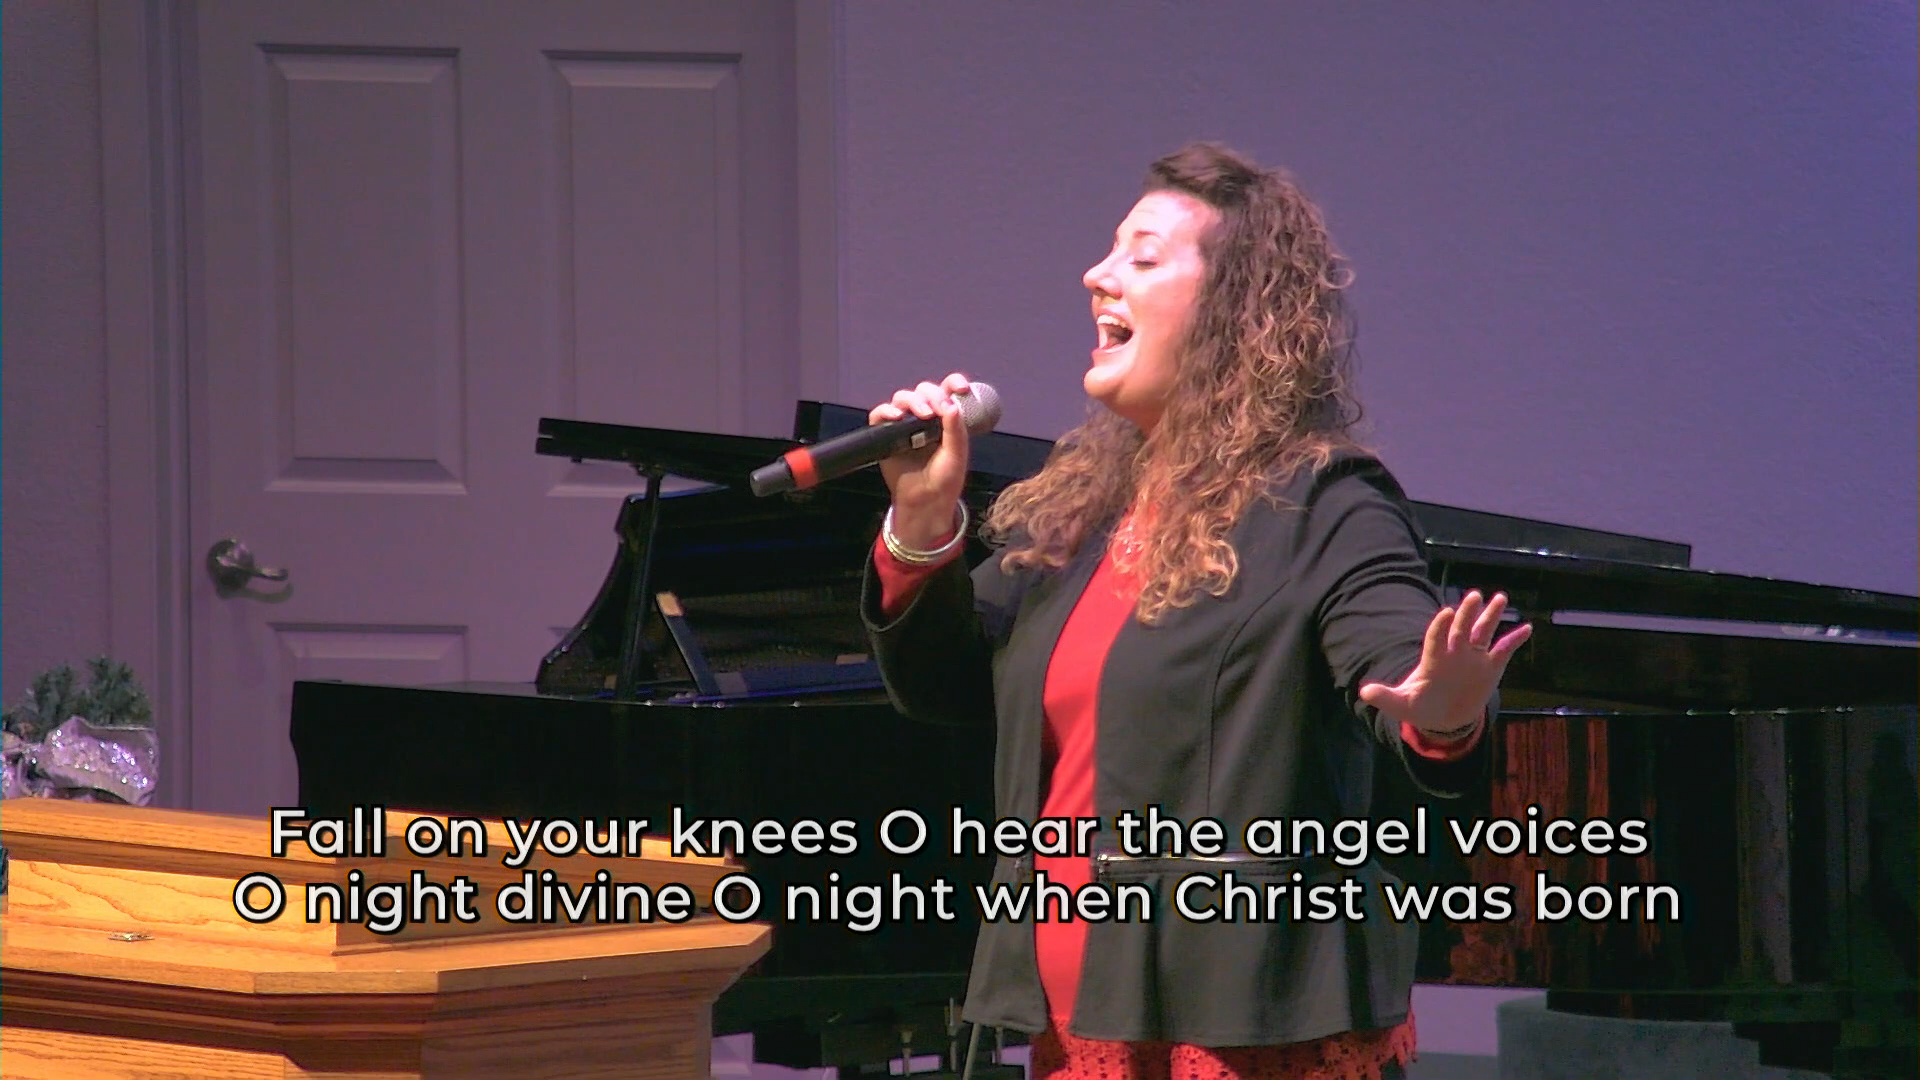 Fall on your knees O hear the angel voices
O night divine O night when Christ was born